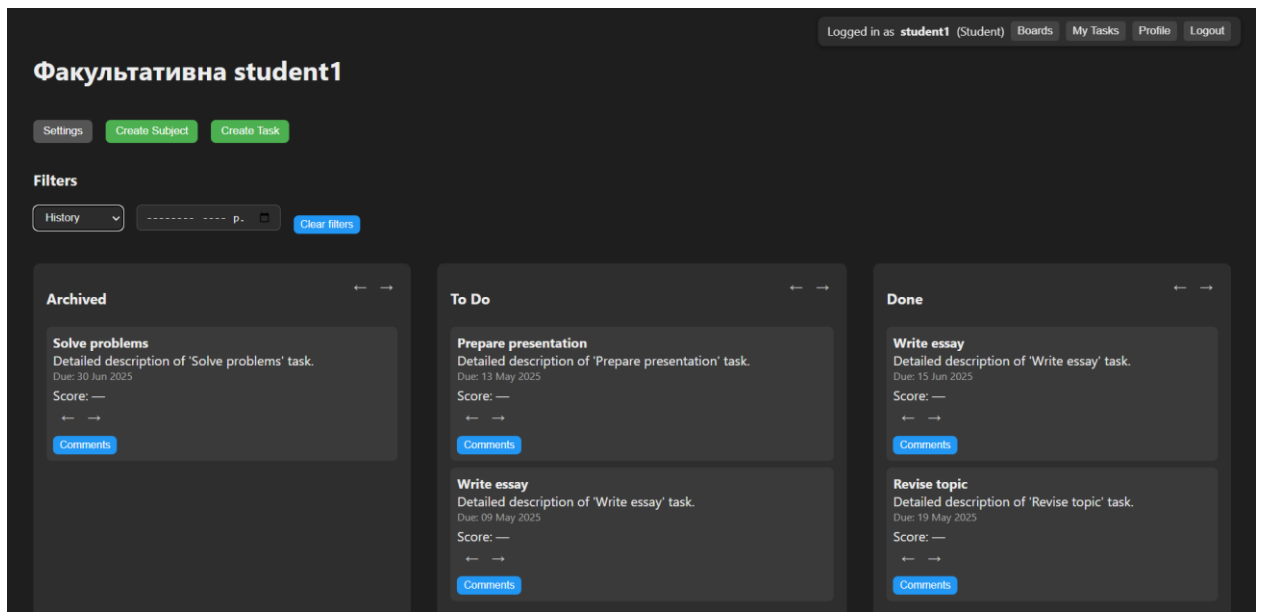 Logged in as student1 (Student) Boards My Tasks Profile Logout
Факультативна student1
Settings Create Subject Create Task
Filters
History -------- ---- р. Clear filters
Archived ← →
Solve problems
Detailed description of 'Solve problems' task.
Due: 30 Jun 2025
Score: —
← →
Comments
To Do ← →
Prepare presentation
Detailed description of 'Prepare presentation' task.
Due: 13 May 2025
Score: —
← →
Comments
Write essay
Detailed description of 'Write essay' task.
Due: 09 May 2025
Score: —
← →
Comments
Done ← →
Write essay
Detailed description of 'Write essay' task.
Due: 15 Jun 2025
Score: —
← →
Comments
Revise topic
Detailed description of 'Revise topic' task.
Due: 19 May 2025
Score: —
← →
Comments